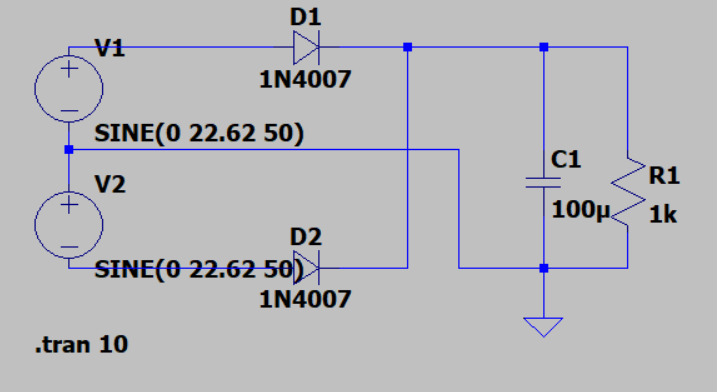 D1
V1
+
1N4007
−
SINE(0 22.62 50)
C1
V2
R1
+
100µ
1k
D2
−
SINE(0 22.62 50)
1N4007
.tran 10